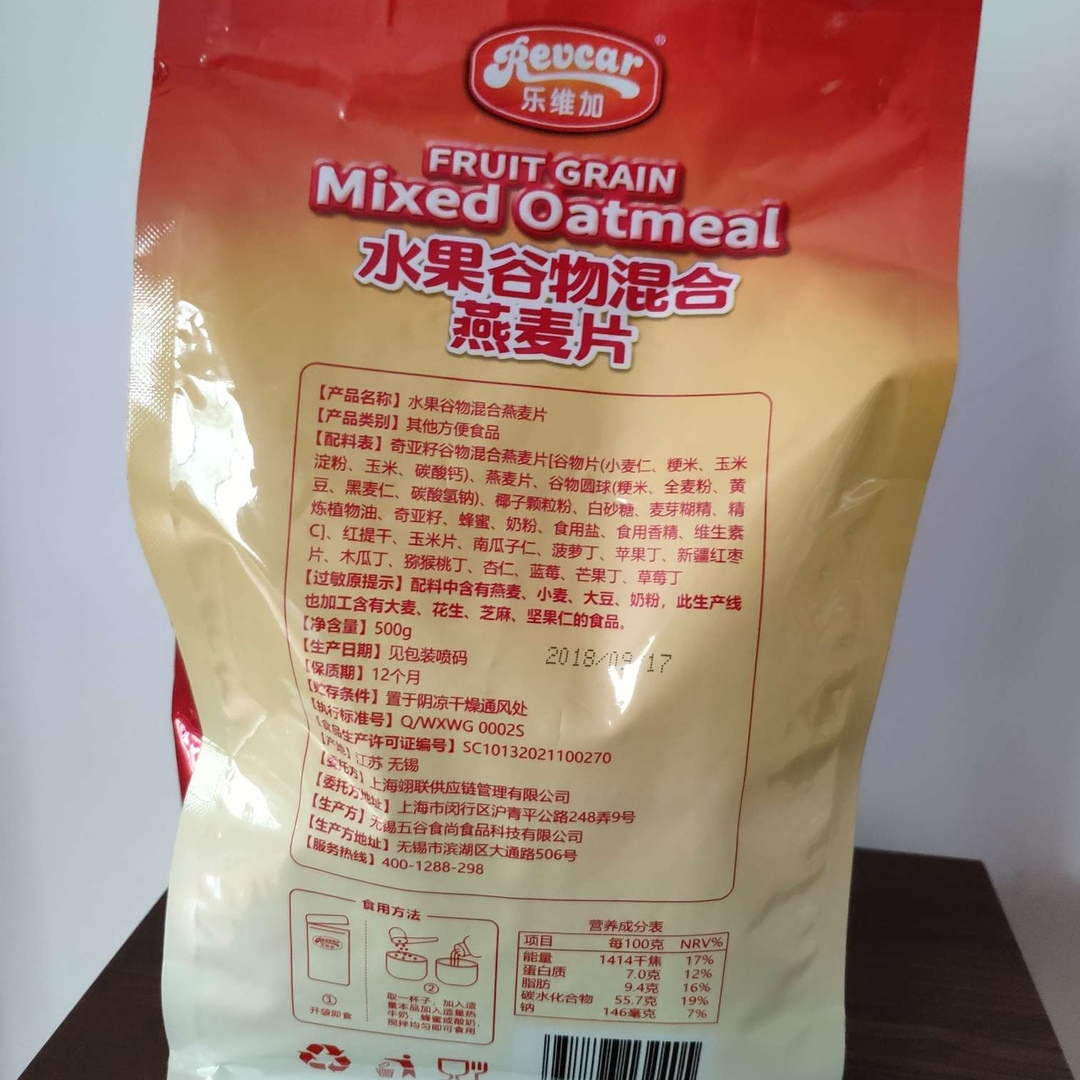 Revcar
®
乐维加
FRUIT GRAIN
Mixed Oatmeal
水果谷物混合
燕麦片
【产品名称】水果谷物混合燕麦片
【产品类别】其他方便食品
【配料表】奇亚籽谷物混合燕麦片[谷物片(小麦仁、粳米、玉米
淀粉、玉米、碳酸钙)、燕麦片、谷物圆球(粳米、全麦粉、黄
豆、黑麦仁、碳酸氢钠)、椰子颗粒粉、白砂糖、麦芽糊精、精
炼植物油、奇亚籽、蜂蜜、奶粉、食用盐、食用香精、维生素
C]、红提干、玉米片、南瓜子仁、菠萝丁、苹果丁、新疆红枣
片、木瓜丁、猕猴桃丁、杏仁、蓝莓、芒果丁、草莓丁
【过敏原提示】配料中含有燕麦、小麦、大豆、奶粉，此生产线
也加工含有大麦、花生、芝麻、坚果仁的食品。
【净含量】500g
【生产日期】见包装喷码 2018/09/17
【保质期】12个月
【贮存条件】置于阴凉干燥通风处
【执行标准号】Q/WXWG 0002S
【食品生产许可证编号】SC10132021100270
【产地】江苏 无锡
【委托方】上海翊联供应链管理有限公司
【委托方地址】上海市闵行区沪青平公路248弄9号
【生产方】无锡五谷食尚食品科技有限公司
【生产方地址】无锡市滨湖区大通路506号
【服务热线】400-1288-298
食用方法
①
开袋即食
②
取一杯子，加入适
量本品加入适量热
牛奶，蜂蜜或酸奶，
搅拌均匀即可食用
营养成分表
项目 每100克 NRV%
能量 1414千焦 17%
蛋白质 7.0克 12%
脂肪 9.4克 16%
碳水化合物 55.7克 19%
钠 146毫克 7%